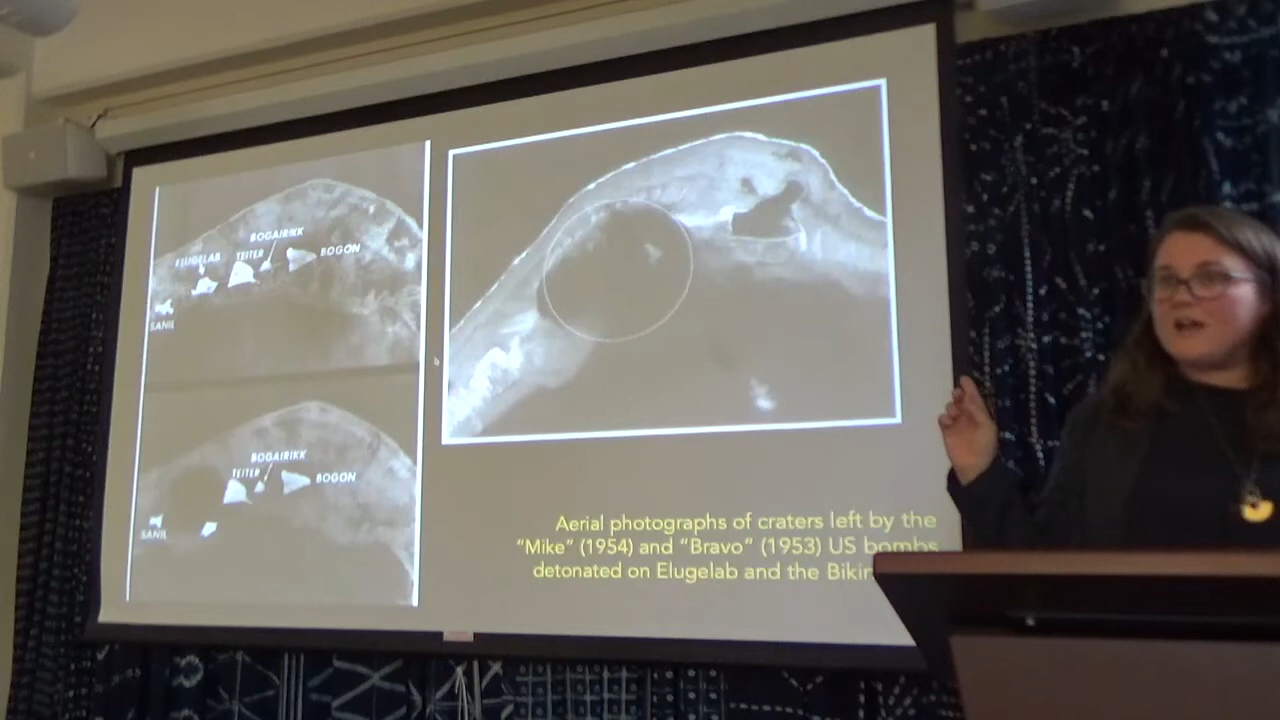 BOGAIRIKK
ELUGELAB TEITER BOGON
SANIL
BOGAIRIKK
TEITER BOGON
SANIL
Aerial photographs of craters left by the
“Mike” (1954) and “Bravo” (1953) US bombs
detonated on Elugelab and the